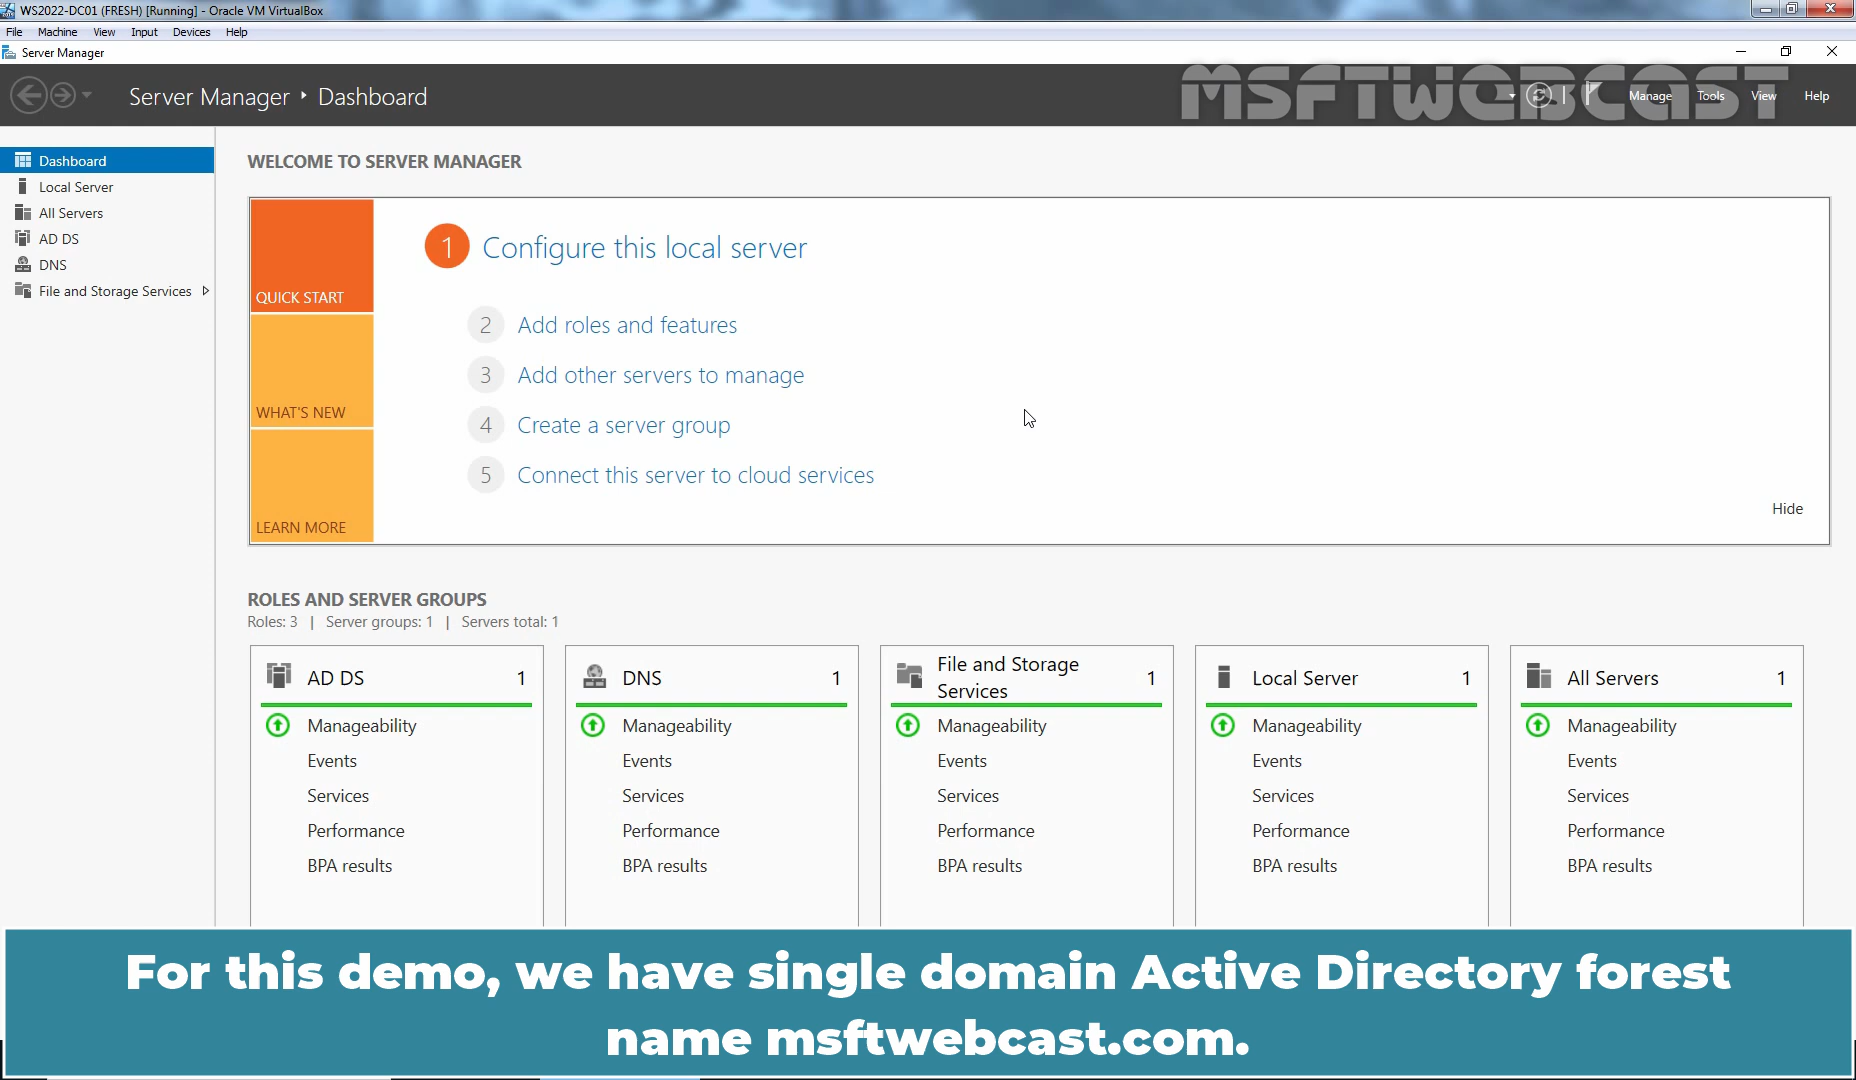 WS2022-DC01 (FRESH) [Running] - Oracle VM VirtualBox
File Machine View Input Devices Help
Server Manager
Server Manager ‣ Dashboard
MSFTWEBCAST
Manage Tools View Help
Dashboard
Local Server
All Servers
AD DS
DNS
File and Storage Services
WELCOME TO SERVER MANAGER
QUICK START
WHAT'S NEW
LEARN MORE
1 Configure this local server
2 Add roles and features
3 Add other servers to manage
4 Create a server group
5 Connect this server to cloud services
Hide
ROLES AND SERVER GROUPS
Roles: 3 | Server groups: 1 | Servers total: 1
AD DS 1
Manageability
Events
Services
Performance
BPA results
DNS 1
Manageability
Events
Services
Performance
BPA results
File and Storage
Services 1
Manageability
Events
Services
Performance
BPA results
Local Server 1
Manageability
Events
Services
Performance
BPA results
All Servers 1
Manageability
Events
Services
Performance
BPA results
For this demo, we have single domain Active Directory forest
name msftwebcast.com.